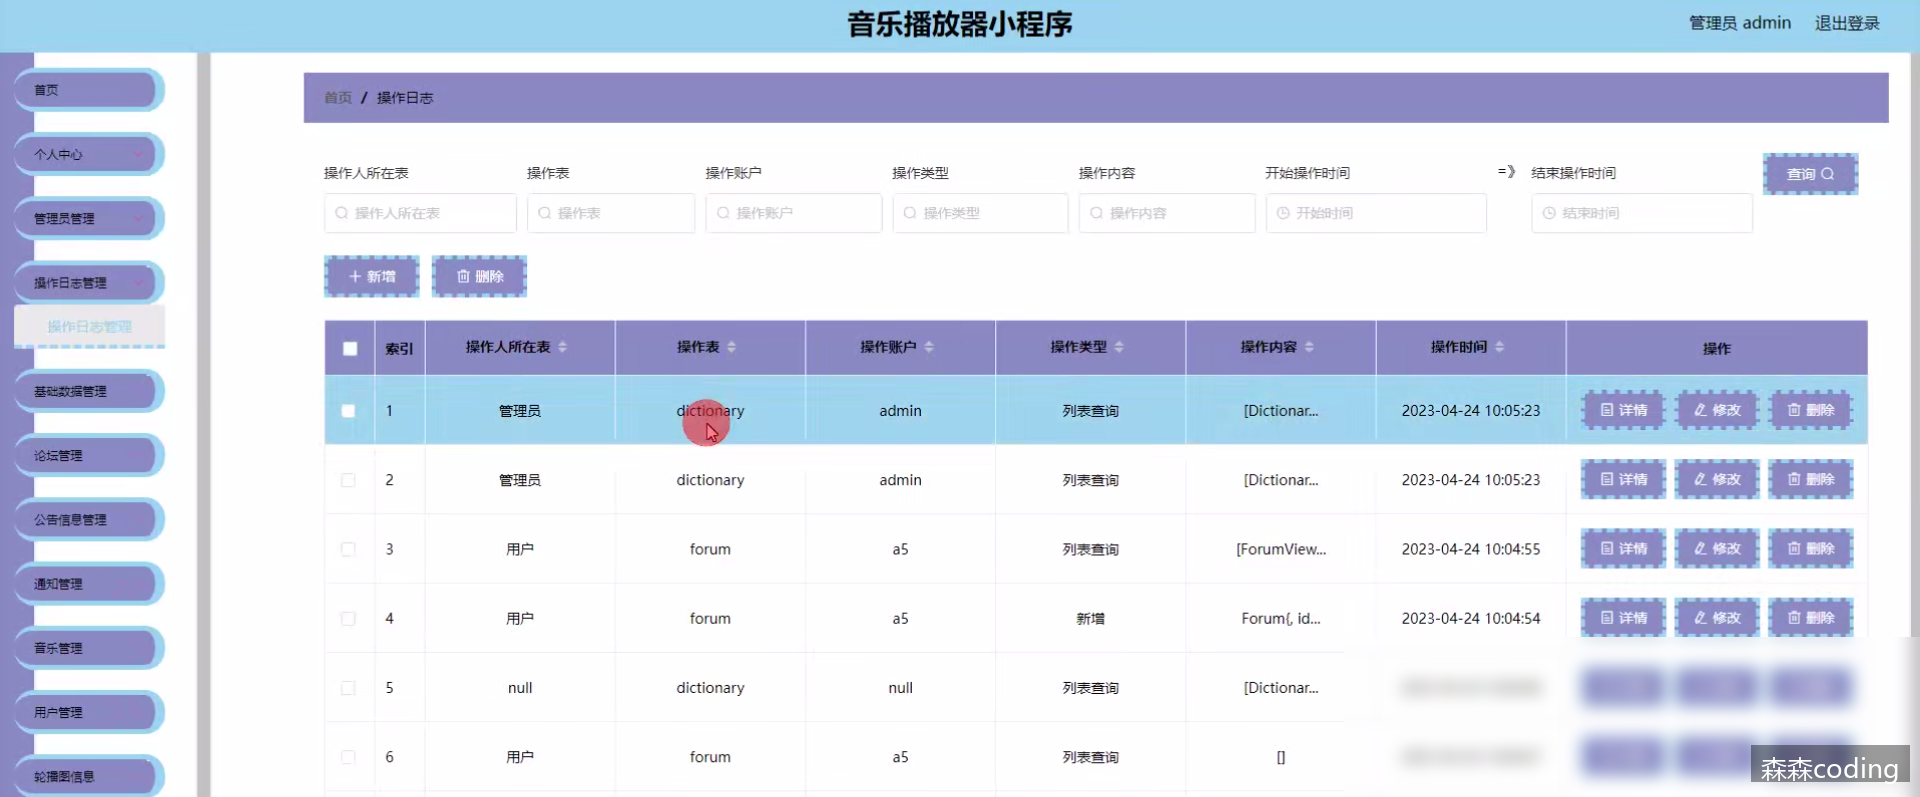 音乐播放器小程序
管理员 admin 退出登录
首页
个人中心
管理员管理
操作日志管理
操作日志管理
基础数据管理
论坛管理
公告信息管理
通知管理
音乐管理
用户管理
轮播图信息
首页 / 操作日志
操作人所在表 操作表 操作账户 操作类型 操作内容 开始操作时间 =》 结束操作时间 查询
操作人所在表 操作表 操作账户 操作类型 操作内容 开始时间 结束时间
新增 删除
索引 操作人所在表 操作表 操作账户 操作类型 操作内容 操作时间 操作
1 管理员 dictionary admin 列表查询 [Dictionar... 2023-04-24 10:05:23 详情 修改 删除
2 管理员 dictionary admin 列表查询 [Dictionar... 2023-04-24 10:05:23 详情 修改 删除
3 用户 forum a5 列表查询 [ForumView... 2023-04-24 10:04:55 详情 修改 删除
4 用户 forum a5 新增 Forum{, id... 2023-04-24 10:04:54 详情 修改 删除
5 null dictionary null 列表查询 [Dictionar...
6 用户 forum a5 列表查询 []
森森coding